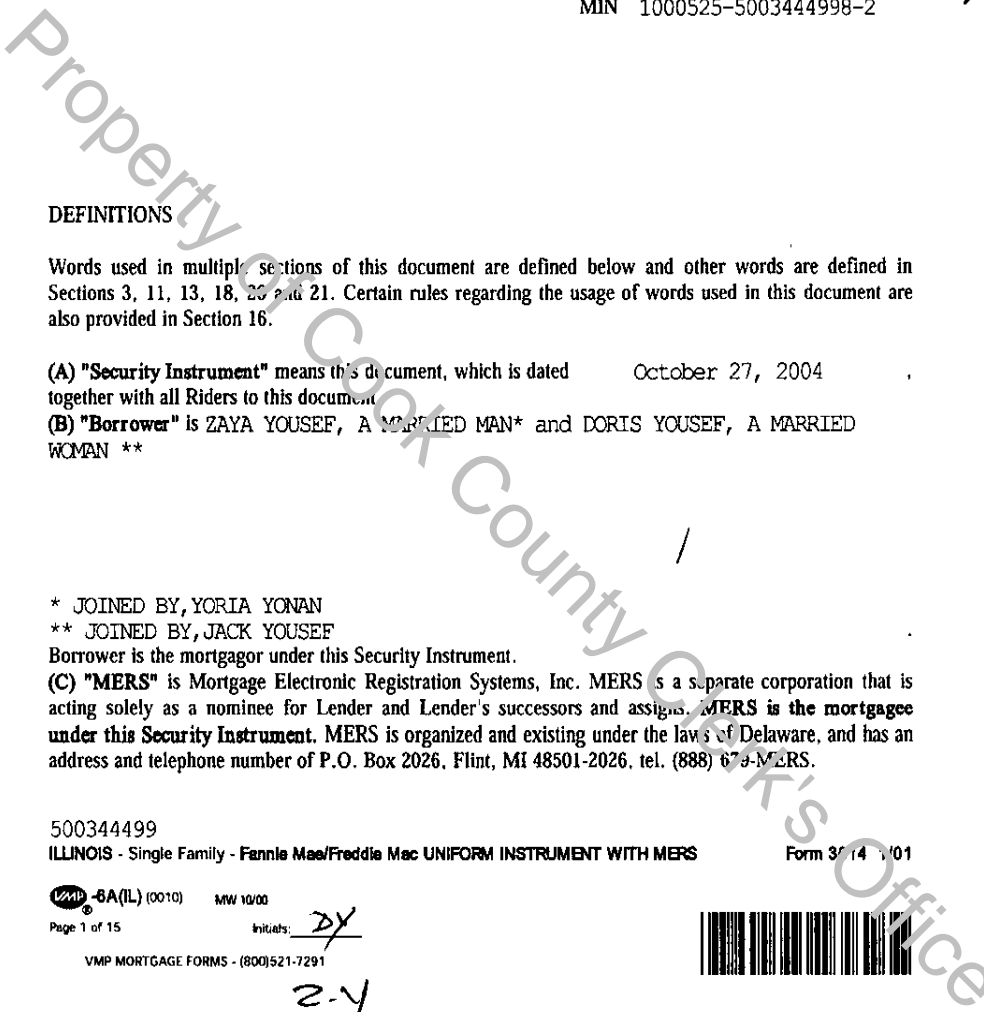 MIN 1000525-5003444998-2
DEFINITIONS
Words used in multiple sections of this document are defined below and other words are defined in
Sections 3, 11, 13, 18, 20 and 21. Certain rules regarding the usage of words used in this document are
also provided in Section 16.
(A) "Security Instrument" means this document, which is dated October 27, 2004 ,
together with all Riders to this document
(B) "Borrower" is ZAYA YOUSEF, A MARRIED MAN* and DORIS YOUSEF, A MARRIED
WOMAN **
/
* JOINED BY, YORIA YONAN
** JOINED BY, JACK YOUSEF
Borrower is the mortgagor under this Security Instrument.
(C) "MERS" is Mortgage Electronic Registration Systems, Inc. MERS is a separate corporation that is
acting solely as a nominee for Lender and Lender's successors and assigns. MERS is the mortgagee
under this Security Instrument. MERS is organized and existing under the laws of Delaware, and has an
address and telephone number of P.O. Box 2026, Flint, MI 48501-2026, tel. (888) 679-MERS.
500344499
ILLINOIS - Single Family - Fannie Mae/Freddie Mac UNIFORM INSTRUMENT WITH MERS Form 3014 1/01
VMP ® -6A(IL) (0010) MW 10/00
Page 1 of 15 Initials: DY
VMP MORTGAGE FORMS - (800)521-7291
Z-Y
Property of Cook County Clerk's Office